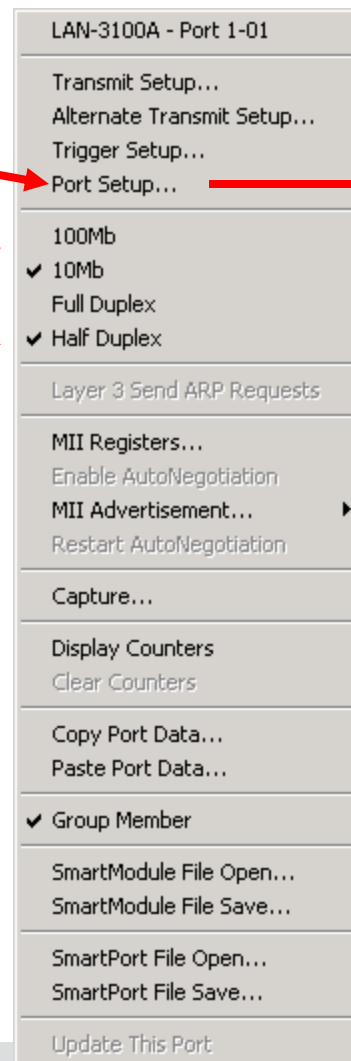 LAN-3100A - Port 1-01
Transmit Setup...
Alternate Transmit Setup...
Trigger Setup...
Port Setup...
100Mb
10Mb
Full Duplex
Half Duplex
Layer 3 Send ARP Requests
MII Registers...
Enable AutoNegotiation
MII Advertisement...
Restart AutoNegotiation
Capture...
Display Counters
Clear Counters
Copy Port Data...
Paste Port Data...
Group Member
SmartModule File Open...
SmartModule File Save...
SmartPort File Open...
SmartPort File Save...
Update This Port